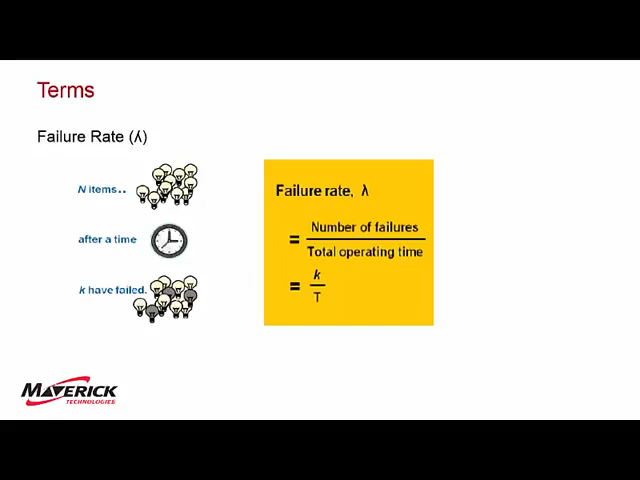 Terms
Failure Rate (ʎ)
N items..
after a time
k have failed.
Failure rate, λ
= Number of failures
Total operating time
= k
T
MAVERICK
TECHNOLOGIES